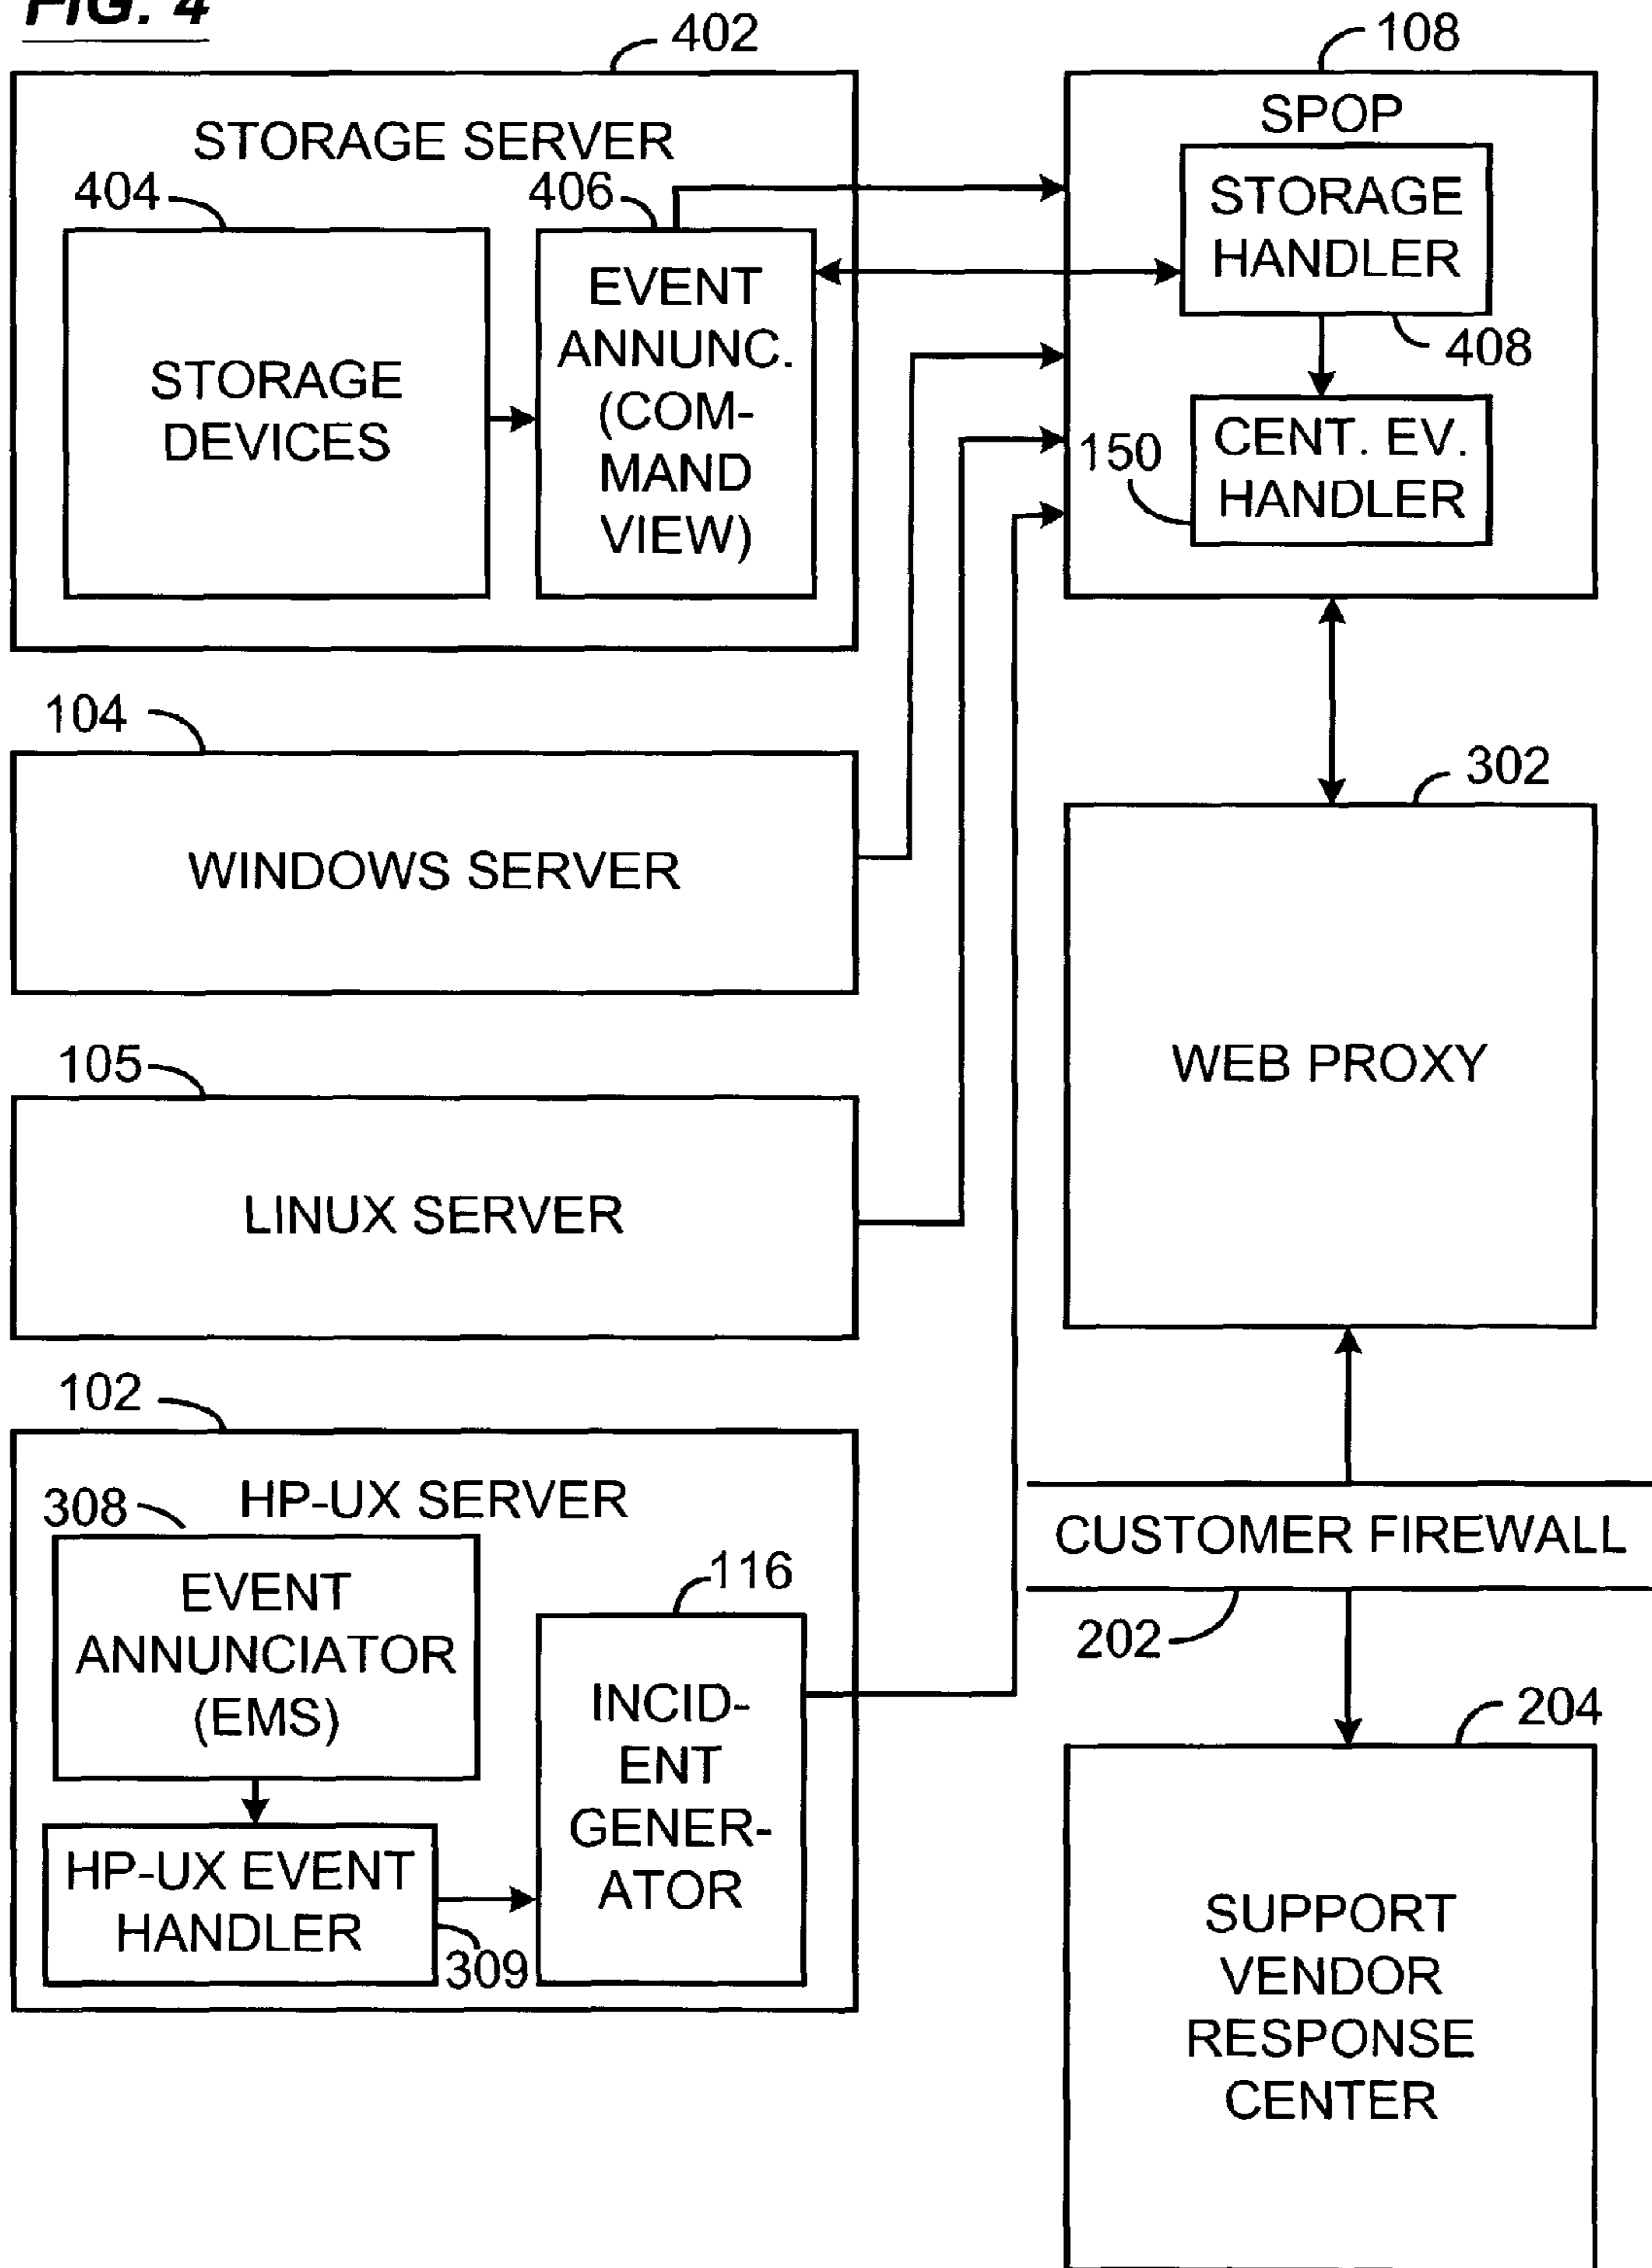 FIG. 4
402
STORAGE SERVER
404
406
STORAGE
DEVICES
EVENT
ANNUNC.
(COM-
MAND
VIEW)
108
SPOP
STORAGE
HANDLER
408
150
CENT. EV.
HANDLER
104
WINDOWS SERVER
302
WEB PROXY
105
LINUX SERVER
102
HP-UX SERVER
308
EVENT
ANNUNCIATOR
(EMS)
116
INCID-
ENT
GENER-
ATOR
HP-UX EVENT
HANDLER
309
CUSTOMER FIREWALL
202
204
SUPPORT
VENDOR
RESPONSE
CENTER